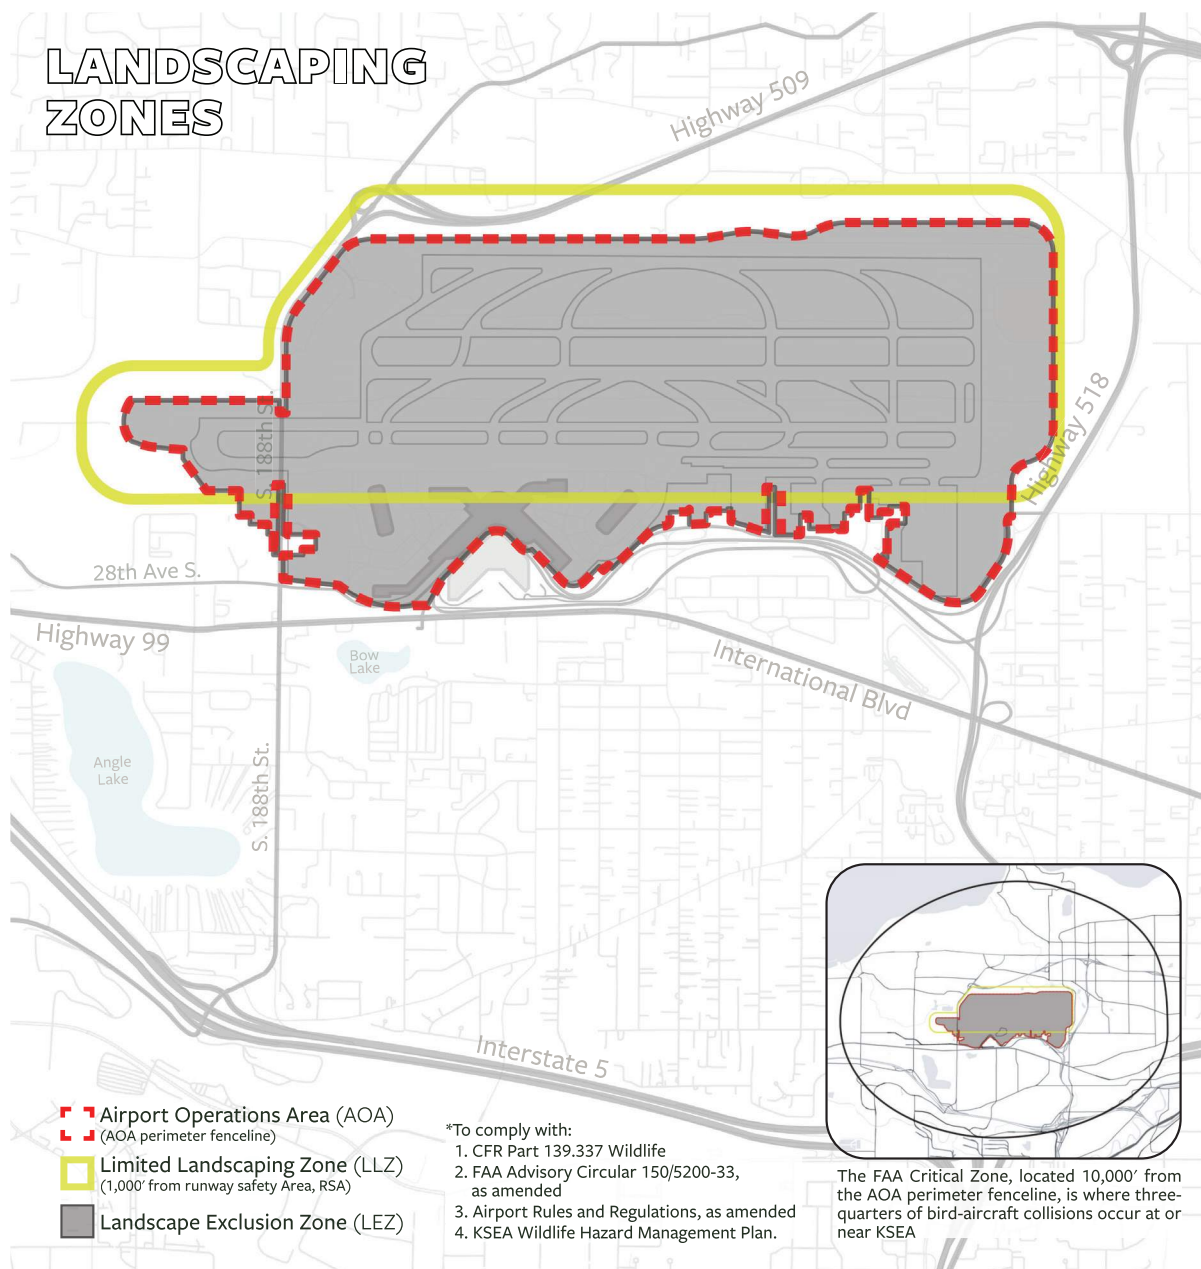 LANDSCAPING
ZONES
Highway 509
Highway 518
S. 188th St.
28th Ave S.
Highway 99
Bow
Lake
International Blvd
Angle
Lake
S. 188th St.
Interstate 5
Airport Operations Area (AOA)
(AOA perimeter fenceline)
Limited Landscaping Zone (LLZ)
(1,000′ from runway safety Area, RSA)
Landscape Exclusion Zone (LEZ)
*To comply with:
1. CFR Part 139.337 Wildlife
2. FAA Advisory Circular 150/5200-33,
as amended
3. Airport Rules and Regulations, as amended
4. KSEA Wildlife Hazard Management Plan.
The FAA Critical Zone, located 10,000′ from
the AOA perimeter fenceline, is where three-
quarters of bird-aircraft collisions occur at or
near KSEA